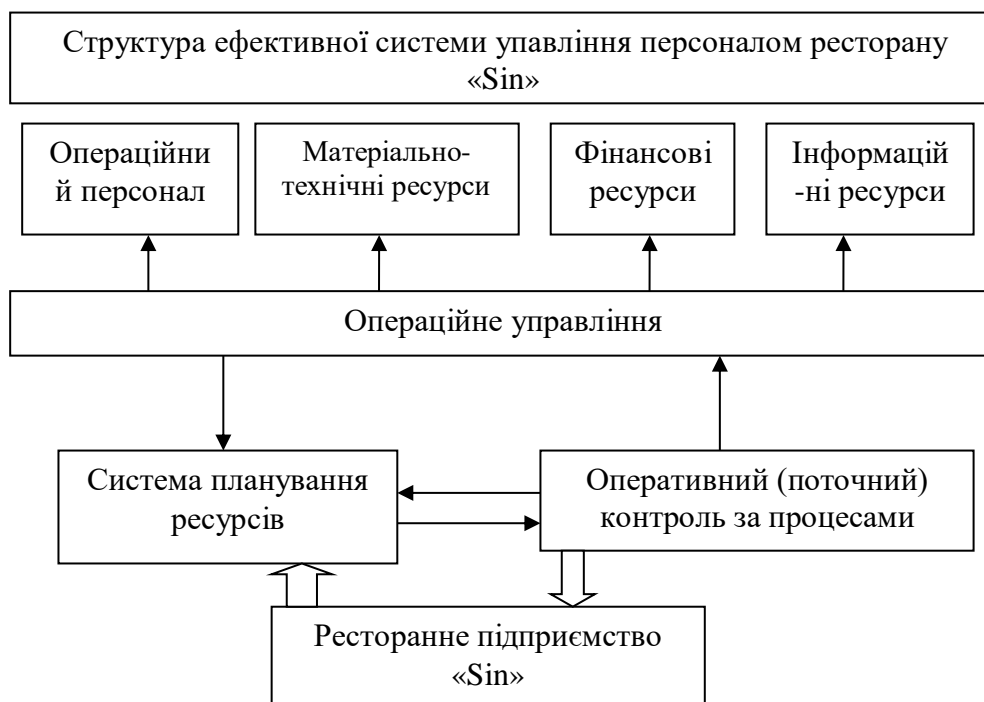 Структура ефективної системи упавління персоналом ресторану
«Sin»
Операційни
й персонал
Матеріально-
технічні ресурси
Фінансові
ресурси
Інформацій
-ні ресурси
Операційне управління
Система планування
ресурсів
Оперативний (поточний)
контроль за процесами
Ресторанне підприємство
«Sin»